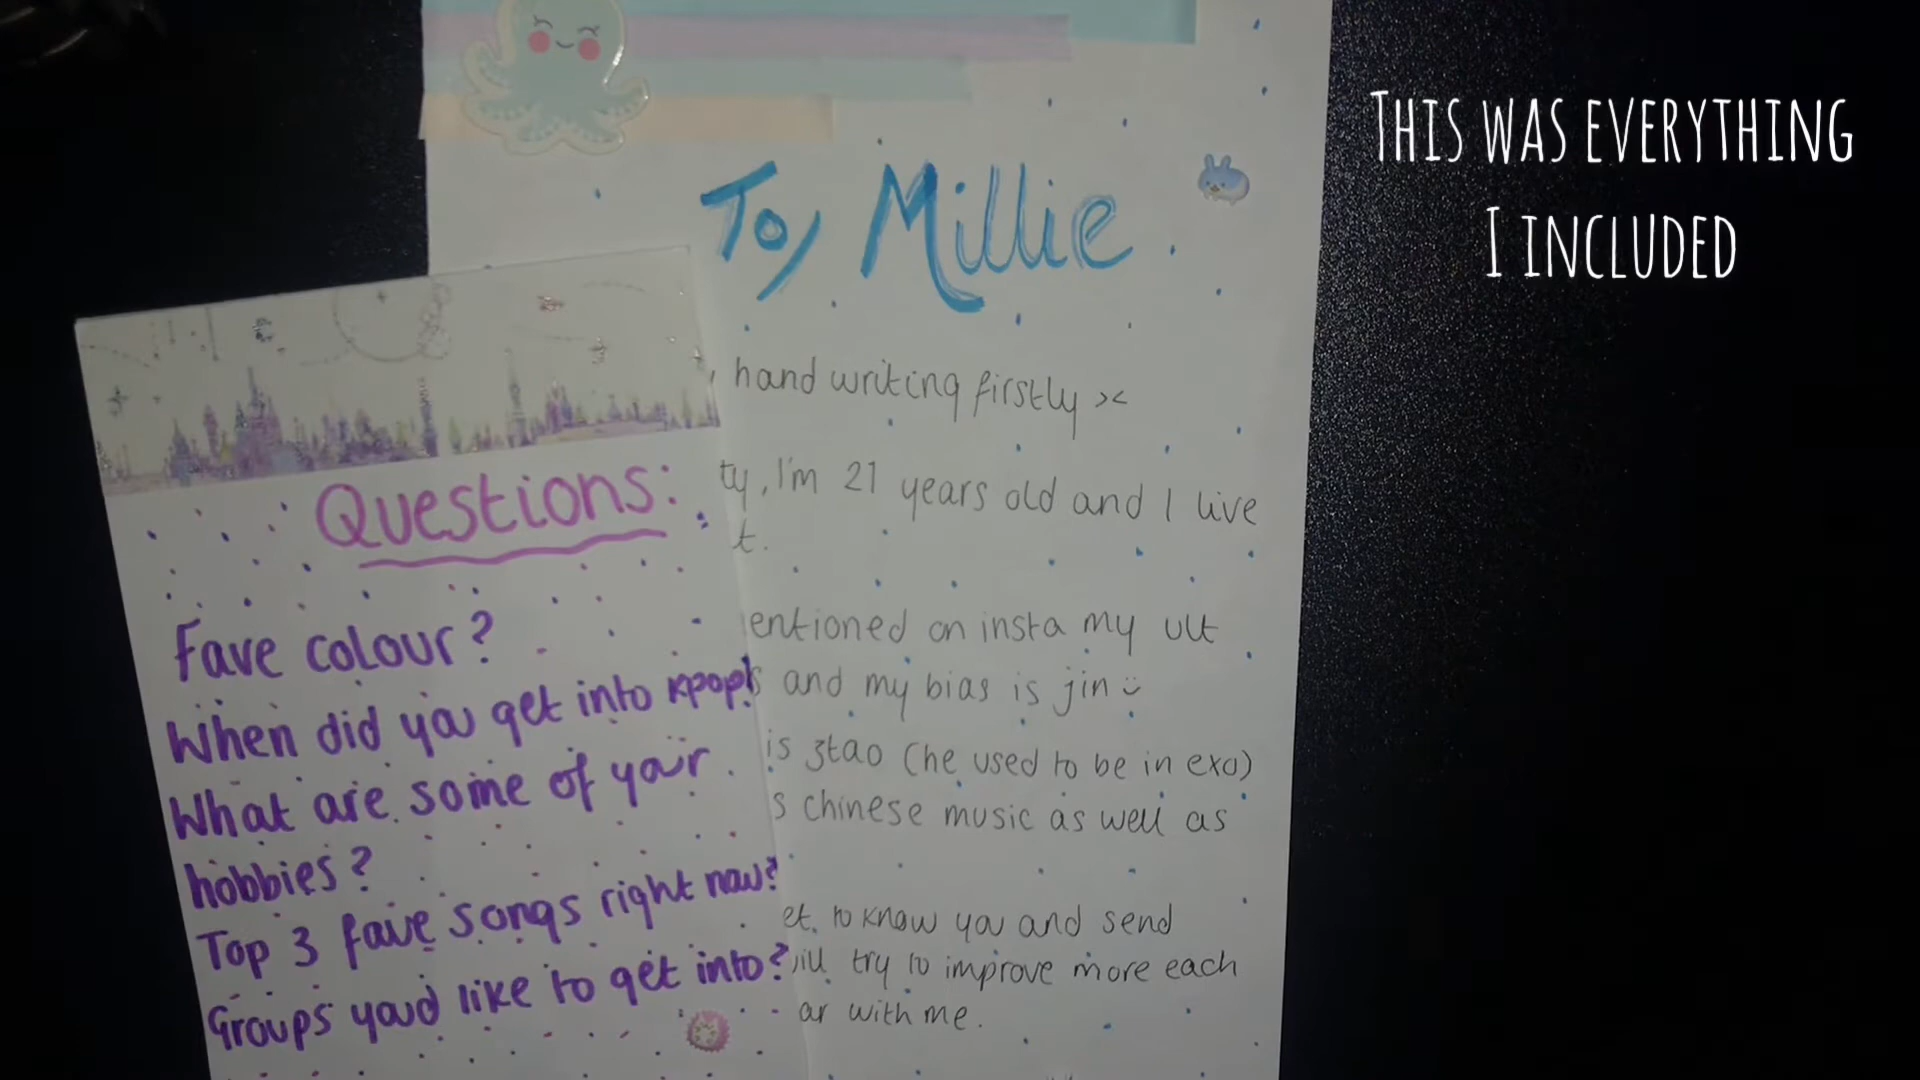 THIS WAS EVERYTHING
I INCLUDED
To, Millie
hand writing firstly ><
ty, I'm 21 years old and I live
t.
entioned on insta my ult
s and my bias is jin
is ztao (he used to be in exo)
s chinese music as well as
et to know you and send
ill try to improve more each
ar with me.
Questions:
Fave colour?
When did you get into kpop?
What are some of your
hobbies?
Top 3 fave songs right now?
Groups you'd like to get into?